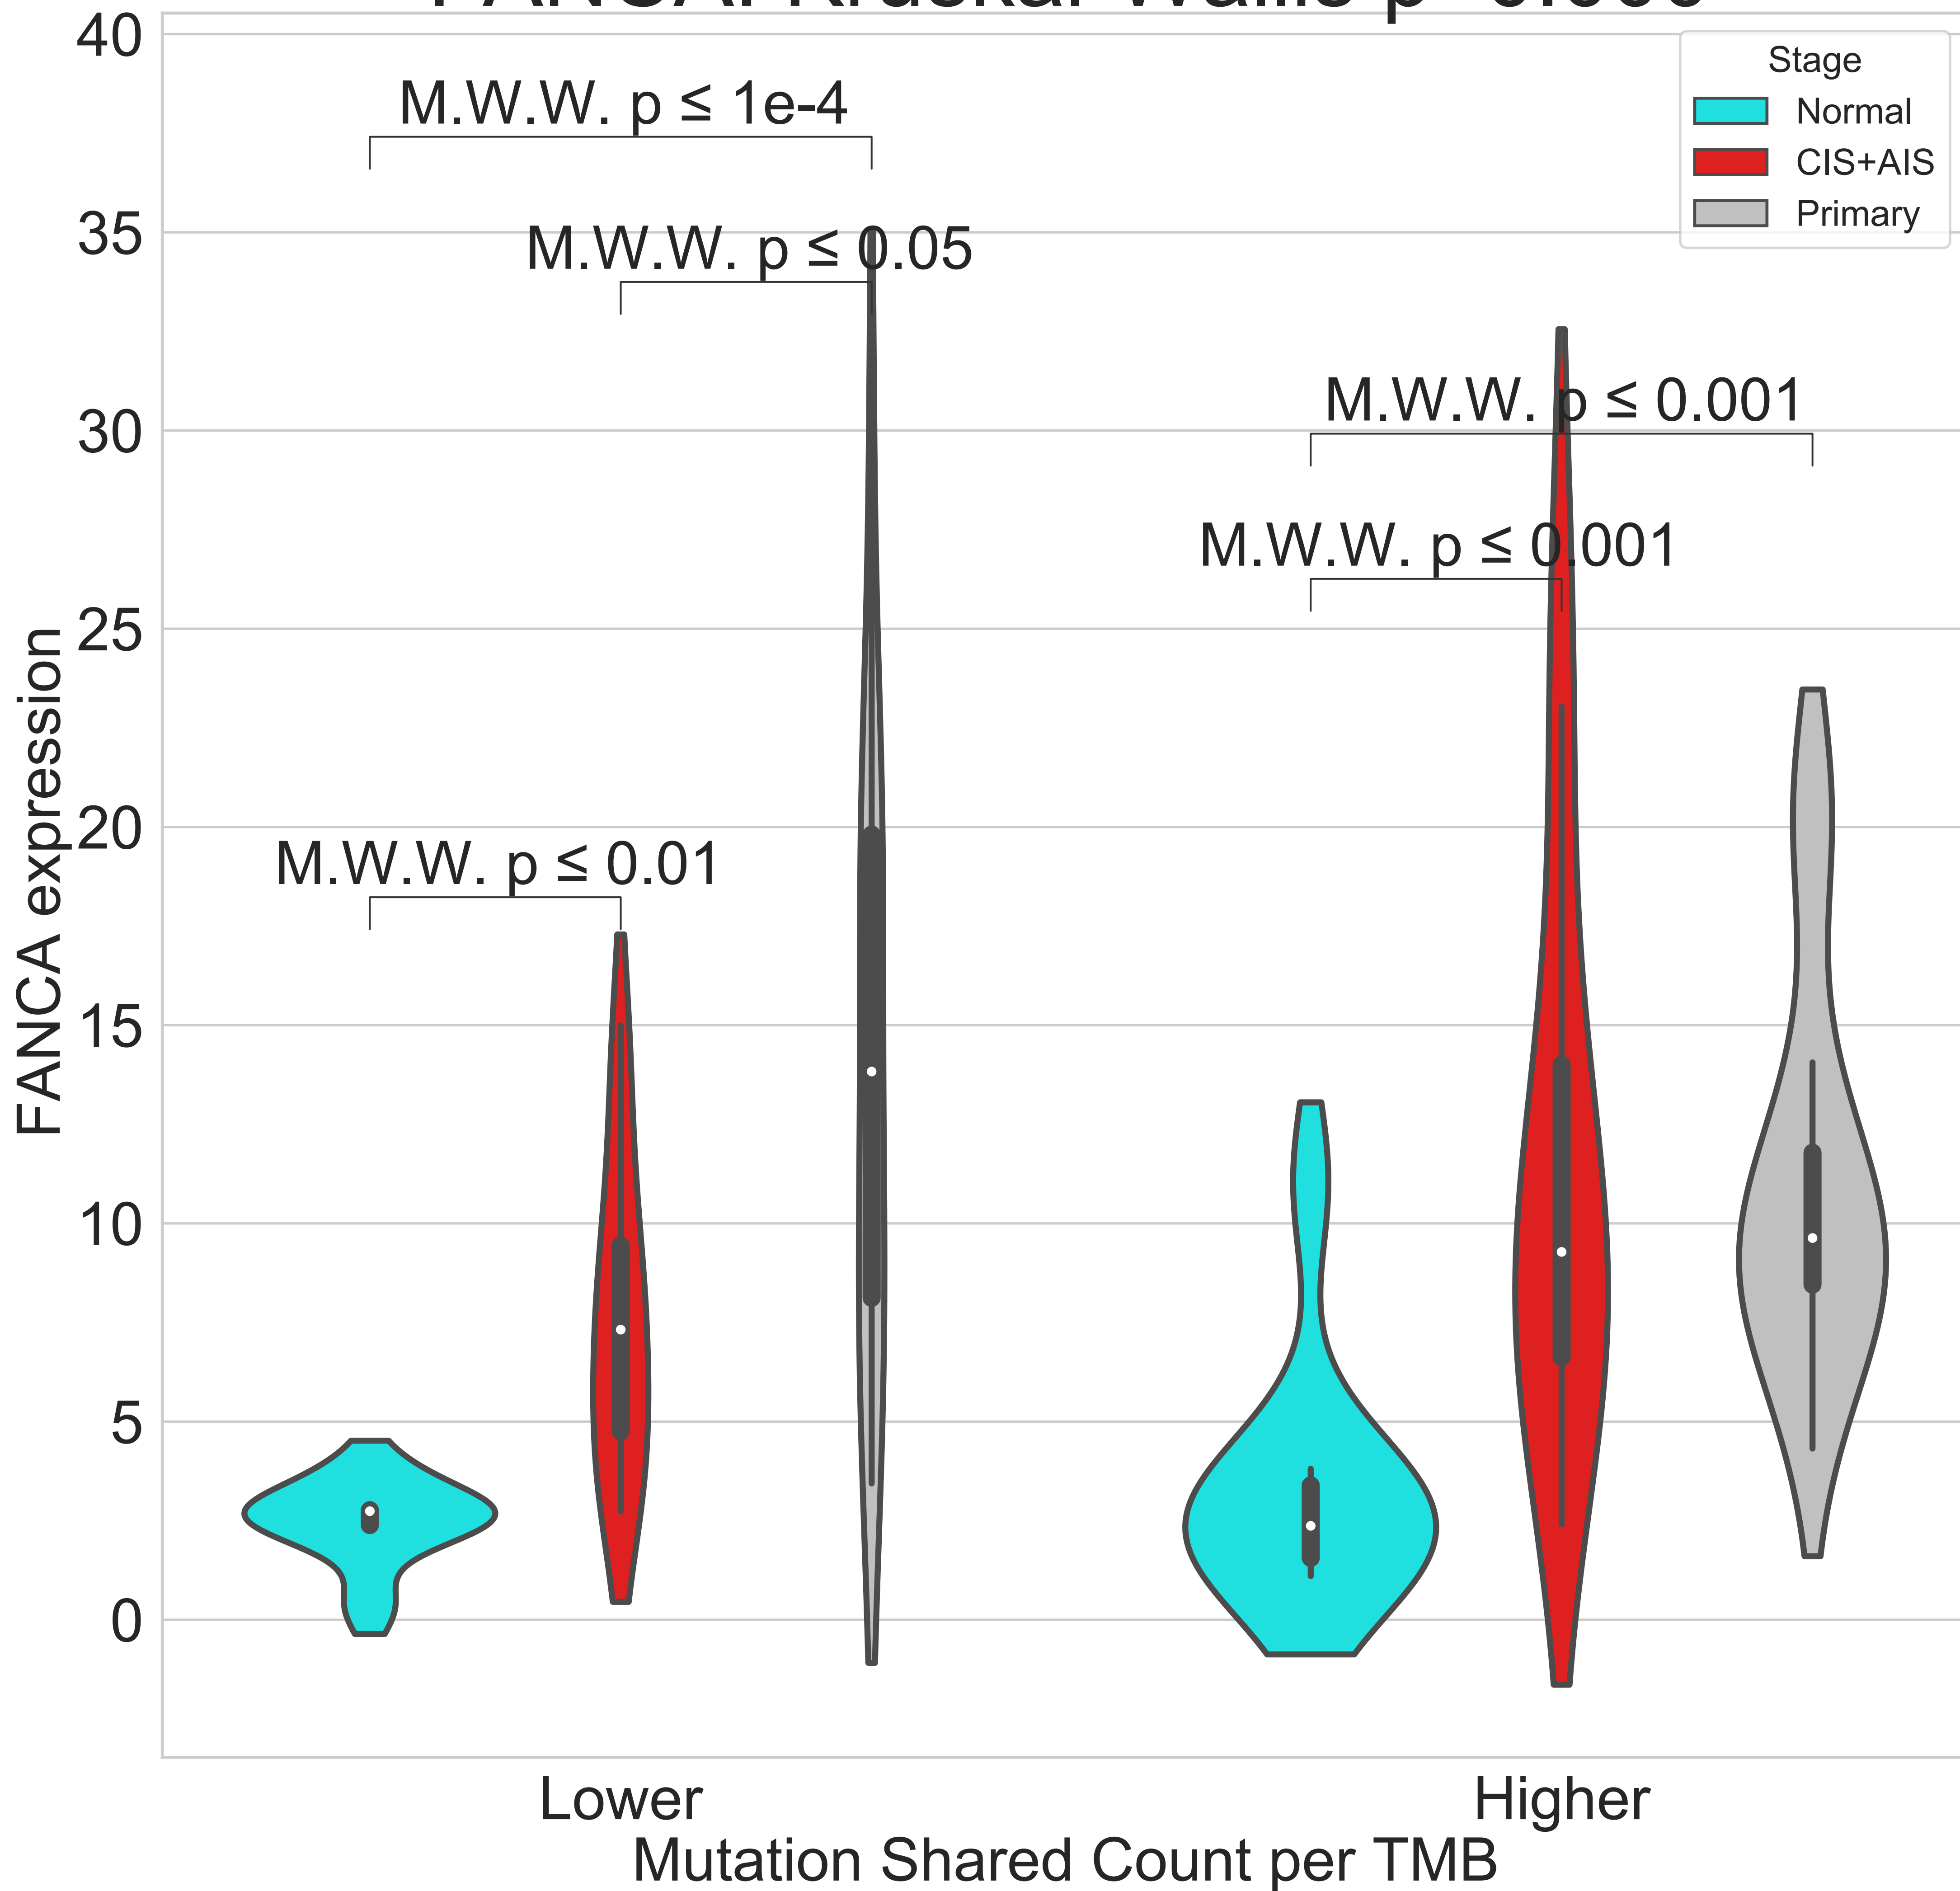 40
M.W.W. p ≤ 1e-4
Stage
Normal
CIS+AIS
Primary
35
M.W.W. p ≤ 0.05
30
M.W.W. p ≤ 0.001
M.W.W. p ≤ 0.001
25
20
M.W.W. p ≤ 0.01
15
10
5
0
FANCA expression
Lower
Higher
Mutation Shared Count per TMB